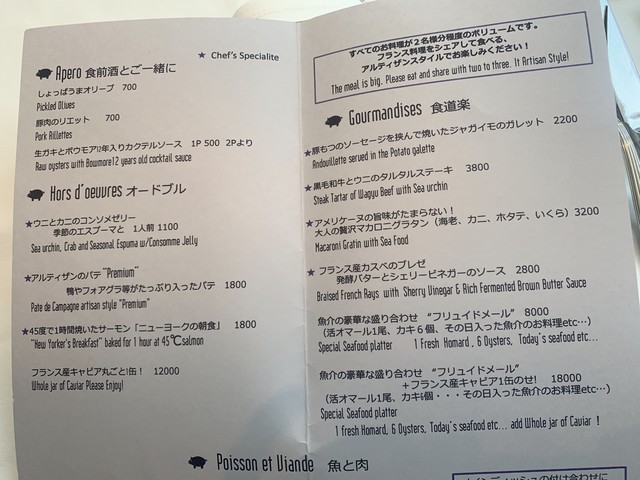 ★ Chef's Specialite
Apero 食前酒とご一緒に
しょっぱうまオリーブ 700
Pickled Olives
豚肉のリエット 700
Pork Rillettes
生ガキとボウモア12年入りカクテルソース 1P 500 2Pより
Raw oysters with Bowmore12 years old cocktail sauce
Hors d'oeuvres オードブル
★ウニとカニのコンソメゼリー
季節のエスプーマと 1人前 1100
Sea urchin, Crab and Seasonal Espuma w/Consomme Jelly
★アルティザンのパテ "Premium"
鴨やフォアグラ等がたっぷり入ったパテ 1800
Pate de Campagne artisan style "Premium"
★45度で1時間焼いたサーモン「ニューヨークの朝食」 1800
"New Yorker's Breakfast" baked for 1 hour at 45℃salmon
フランス産キャビア丸ごと1缶! 12000
Whole jar of Caviar Please Enjoy!
すべてのお料理が2名様分程度のボリュームです。
フランス料理をシェアして食べる、
アルティザンスタイルでお楽しみください!
The meal is big. Please eat and share with two to three. It Artisan Style!
Gourmandises 食道楽
★豚もつのソーセージを挟んで焼いたジャガイモのガレット 2200
Andouillette served in the Potato galette
★黒毛和牛とウニのタルタルステーキ 3800
Steak Tartar of Wagyu Beef with Sea urchin
★アメリケーヌの旨味がたまらない!
大人の贅沢マカロニグラタン(海老、カニ、ホタテ、いくら)3200
Macaroni Gratin with Sea Food
★フランス産カスベのブレゼ
発酵バターとシェリービネガーのソース 2800
Braised French Rays with Sherry Vinegar & Rich Fermented Brown Butter Sauce
魚介の豪華な盛り合わせ “フリュイドメール” 8000
(活オマール1尾、カキ6個、その日入った魚介のお料理etc…)
Special Seafood platter 1 Fresh Homard , 6 Oysters, Today's seafood etc…
魚介の豪華な盛り合わせ “フリュイドメール”
+フランス産キャビア1缶のせ! 18000
(活オマール1尾、カキ6個・・・その日入った魚介のお料理etc…)
Special Seafood platter
1 fresh Homard, 6 Oysters, Today's seafood etc… add Whole jar of Caviar !
Poisson et Viande 魚と肉